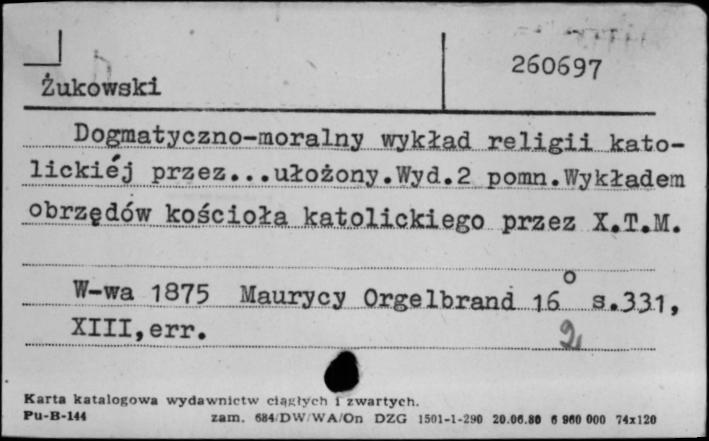 260697
Żukowski
Dogmatyczno-moralny wykład religii kato-
lickiéj przez...ułożony.Wyd.2 pomn.Wykładem
obrzędów kościoła katolickiego przez X.T.M.
W-wa 1875 Maurycy Orgelbrand 16° s.331,
XIII,err.
2
Karta katalogowa wydawnictw ciągłych i zwartych.
Pu-B-144 zam. 684/DW/WA/On DZG 1501-1-290 20.06.80 6 960 000 74x120